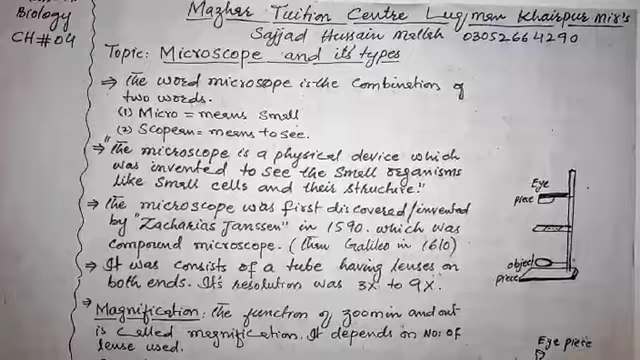 Biology
CH#04
Mazhar Tuition Centre Luqman Khairpur Mir's
Sajjad Hussain Mallah 03052664290
Topic: Microscope and its types
⇒ The word microsope is the combination of
two words.
(1) Micro = means small
(2) Scopean = means to see.
⇒ "The microscope is a physical device which
was invented to see the small organisms
like small cells and their structure."
⇒ The microscope was first discovered/invented
by "Zacharias Janssen" in 1590. which was
compound microscope. (then Galileo in 1610)
⇒ It was consists of a tube having lenses on
both ends. It's resolution was 3X to 9X.
⇒ Magnification: The function of zoom in and out
is called megnification. It depends on No: of
lense used.
Eye
piece
object
piece
Eye piece